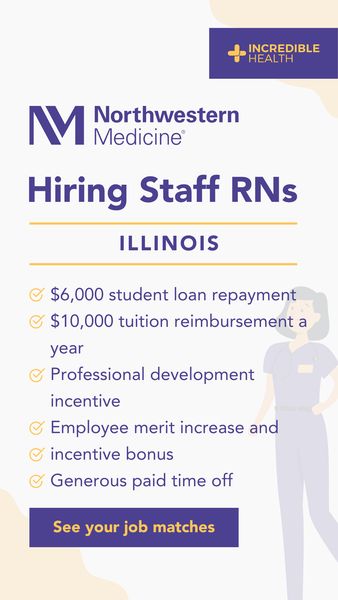 INCREDIBLE
HEALTH
NM Northwestern
Medicine®
Hiring Staff RNs
ILLINOIS
$6,000 student loan repayment
$10,000 tuition reimbursement a
year
Professional development
incentive
Employee merit increase and
incentive bonus
Generous paid time off
See your job matches